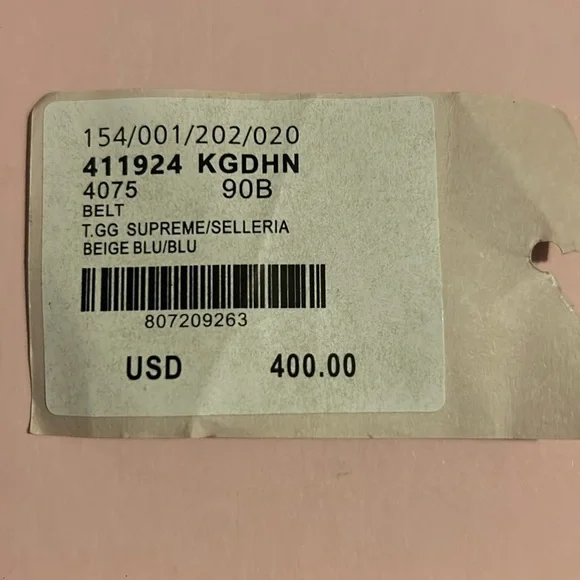 154/001/202/020
411924 KGDHN
4075 90B
BELT
T.GG SUPREME/SELLERIA
BEIGE BLU/BLU
807209263
USD 400.00